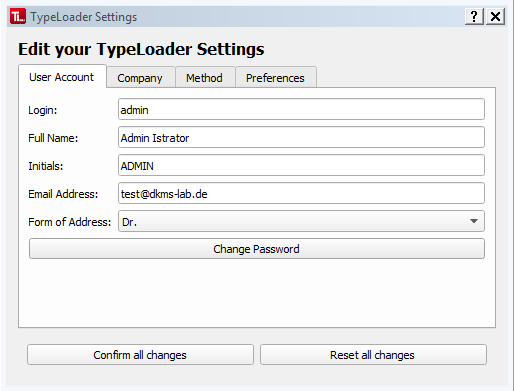 TL... TypeLoader Settings ? X
Edit your TypeLoader Settings
User Account Company Method Preferences
Login: admin
Full Name: Admin Istrator
Initials: ADMIN
Email Address: test@dkms-lab.de
Form of Address: Dr.
Change Password
Confirm all changes Reset all changes